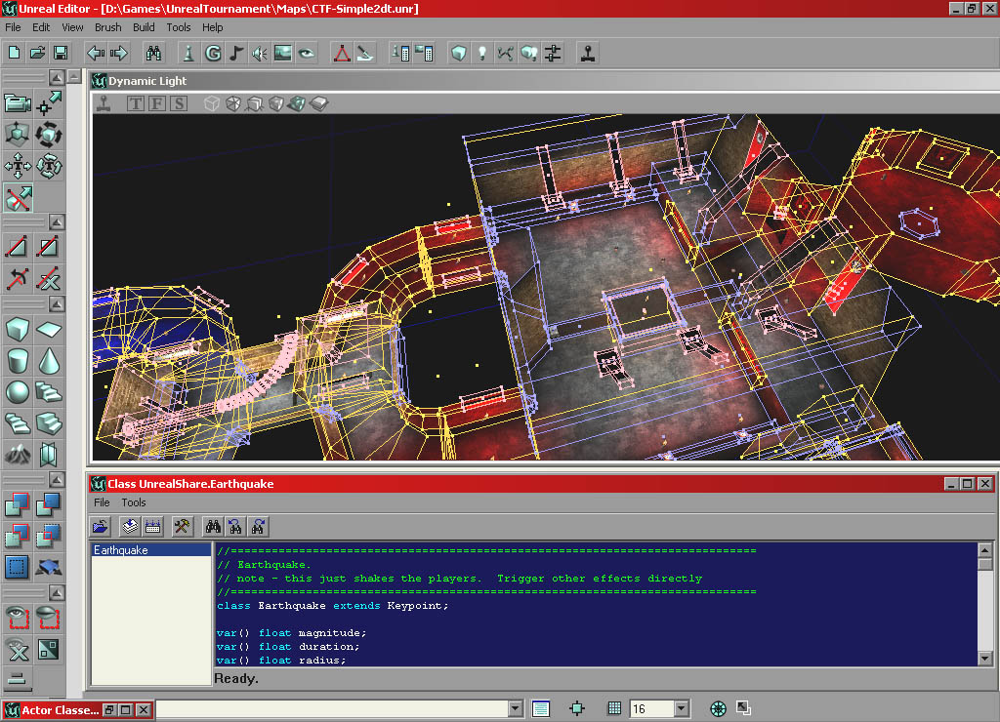 Unreal Editor - [D:\Games\UnrealTournament\Maps\CTF-Simple2dt.unr]
File Edit View Brush Build Tools Help
G
Dynamic Light
T F S
Class UnrealShare.Earthquake
File Tools
Earthquake
//===========================================================================
// Earthquake.
// note - this just shakes the players.  Trigger other effects directly
//===========================================================================
class Earthquake extends Keypoint;
var() float magnitude;
var() float duration;
var() float radius;
Ready.
Actor Classe...
16